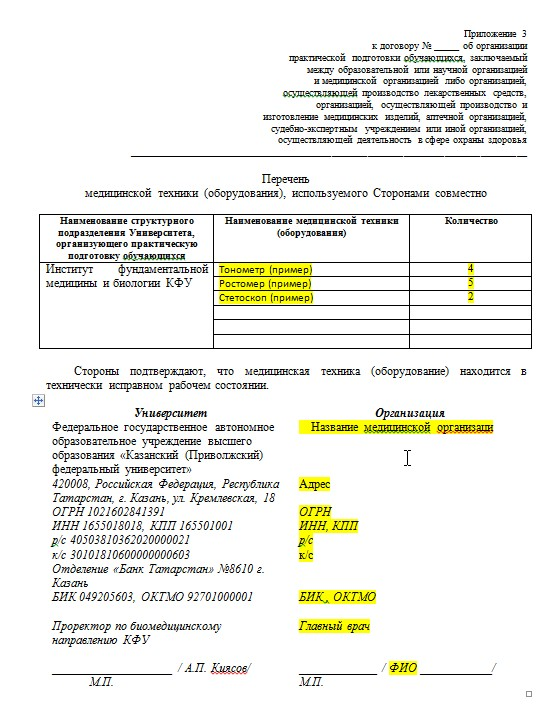 Приложение 3
к договору № _____ об организации
практической подготовки обучающихся, заключаемый
между образовательной или научной организацией
и медицинской организацией либо организацией,
осуществляющей производство лекарственных средств,
организацией, осуществляющей производство и
изготовление медицинских изделий, аптечной организацией,
судебно-экспертным учреждением или иной организацией,
осуществляющей деятельность в сфере охраны здоровья
Перечень
медицинской техники (оборудования), используемого Сторонами совместно
Наименование структурного подразделения Университета, организующего практическую подготовку обучающихся | Наименование медицинской техники (оборудования) | Количество
Институт фундаментальной медицины и биологии КФУ | Тонометр (пример) | 4
Ростомер (пример) | 5
Стетоскоп (пример) | 2
Стороны подтверждают, что медицинская техника (оборудование) находится в
технически исправном рабочем состоянии.
Университет
Федеральное государственное автономное
образовательное учреждение высшего
образования «Казанский (Приволжский)
федеральный университет»
420008, Российская Федерация, Республика
Татарстан, г. Казань, ул. Кремлевская, 18
ОГРН 1021602841391
ИНН 1655018018, КПП 165501001
р/с 40503810362020000021
к/с 30101810600000000603
Отделение «Банк Татарстан» №8610 г.
Казань
БИК 049205603, ОКТМО 92701000001
Проректор по биомедицинскому
направлению КФУ
____________________ / А.П. Киясов/
М.П.
Организация
Название медицинской организаци
Адрес
ОГРН
ИНН, КПП
р/с
к/с
БИК , ОКТМО
Главный врач
_____________ / ФИО ____________/
М.П.